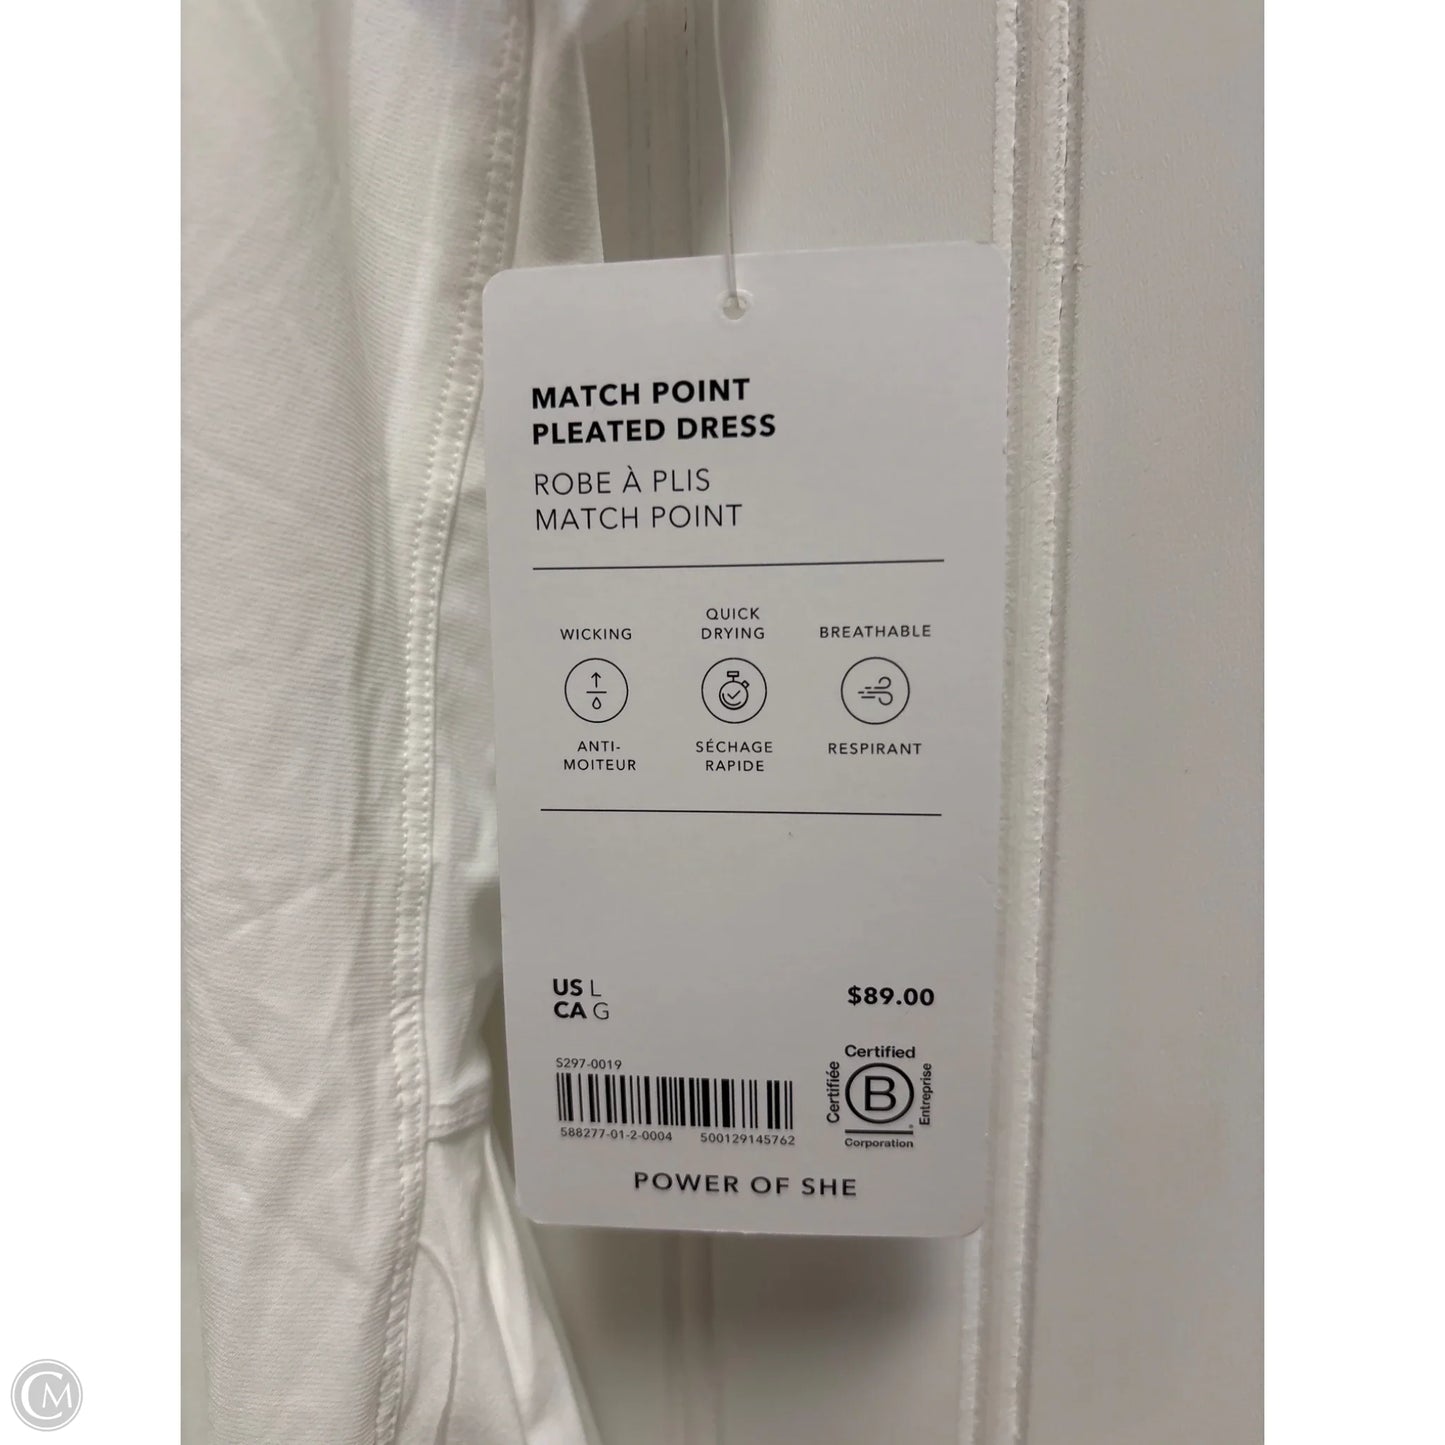 MATCH POINT
PLEATED DRESS
ROBE À PLIS
MATCH POINT
WICKING
QUICK
DRYING
BREATHABLE
ANTI-
MOITEUR
SÉCHAGE
RAPIDE
RESPIRANT
US L
CA G
$89.00
S297-0019
588277-01-2-0004 500129145762
Certified
Certifiée
B
Entreprise
Corporation
POWER OF SHE
CM